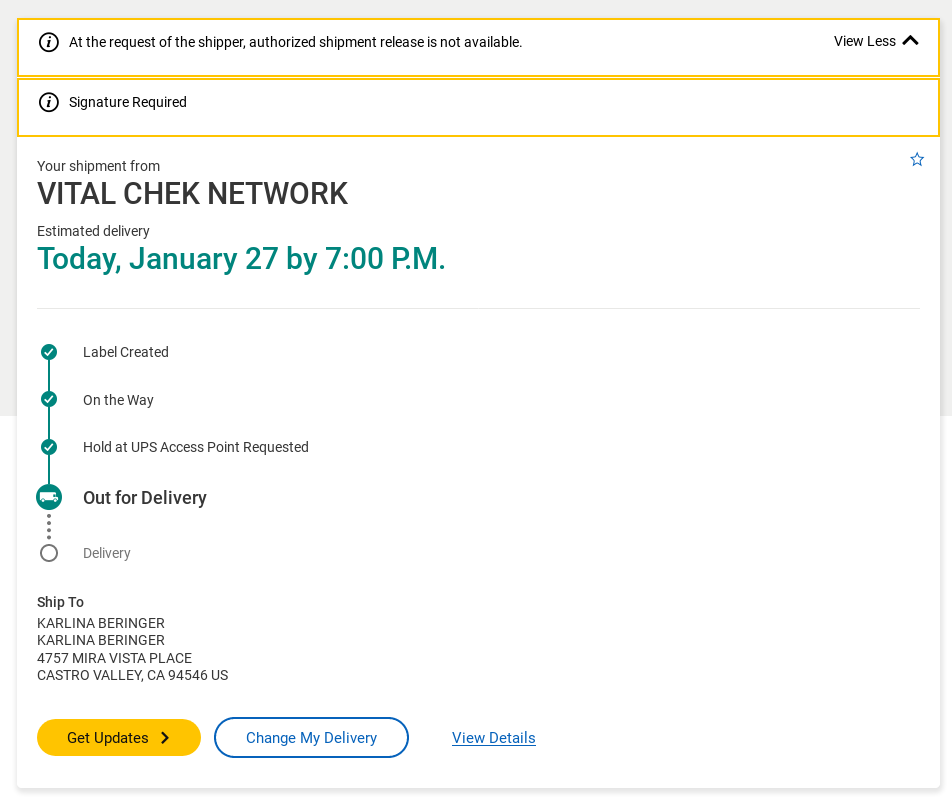 At the request of the shipper, authorized shipment release is not available.
View Less
Signature Required
Your shipment from
VITAL CHEK NETWORK
Estimated delivery
Today, January 27 by 7:00 P.M.
Label Created
On the Way
Hold at UPS Access Point Requested
Out for Delivery
Delivery
Ship To
KARLINA BERINGER
KARLINA BERINGER
4757 MIRA VISTA PLACE
CASTRO VALLEY, CA 94546 US
Get Updates
Change My Delivery
View Details